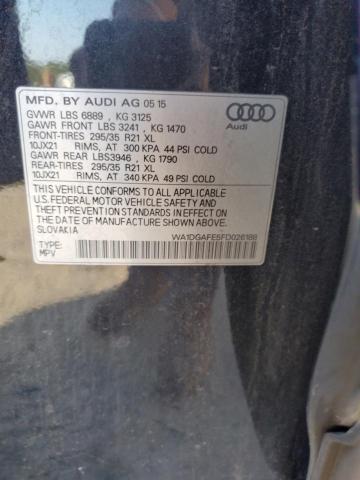 MFD. BY AUDI AG 05 15
GVWR LBS 6889 , KG 3125
GAWR FRONT LBS 3241 , KG 1470
FRONT-TIRES 295/35 R21 XL
10JX21 RIMS, AT 300 KPA 44 PSI COLD
GAWR REAR LBS3946 , KG 1790
REAR-TIRES 295/35 R21 XL
10JX21 RIMS, AT 340 KPA 49 PSI COLD
Audi
THIS VEHICLE CONFORMS TO ALL APPLICABLE
U.S. FEDERAL MOTOR VEHICLE SAFETY AND
THEFT PREVENTION STANDARDS IN EFFECT ON
THE DATE OF MANUFACTURE SHOWN ABOVE.
SLOVAKIA
WA1DGAFE5FD026188
TYPE:
MPV